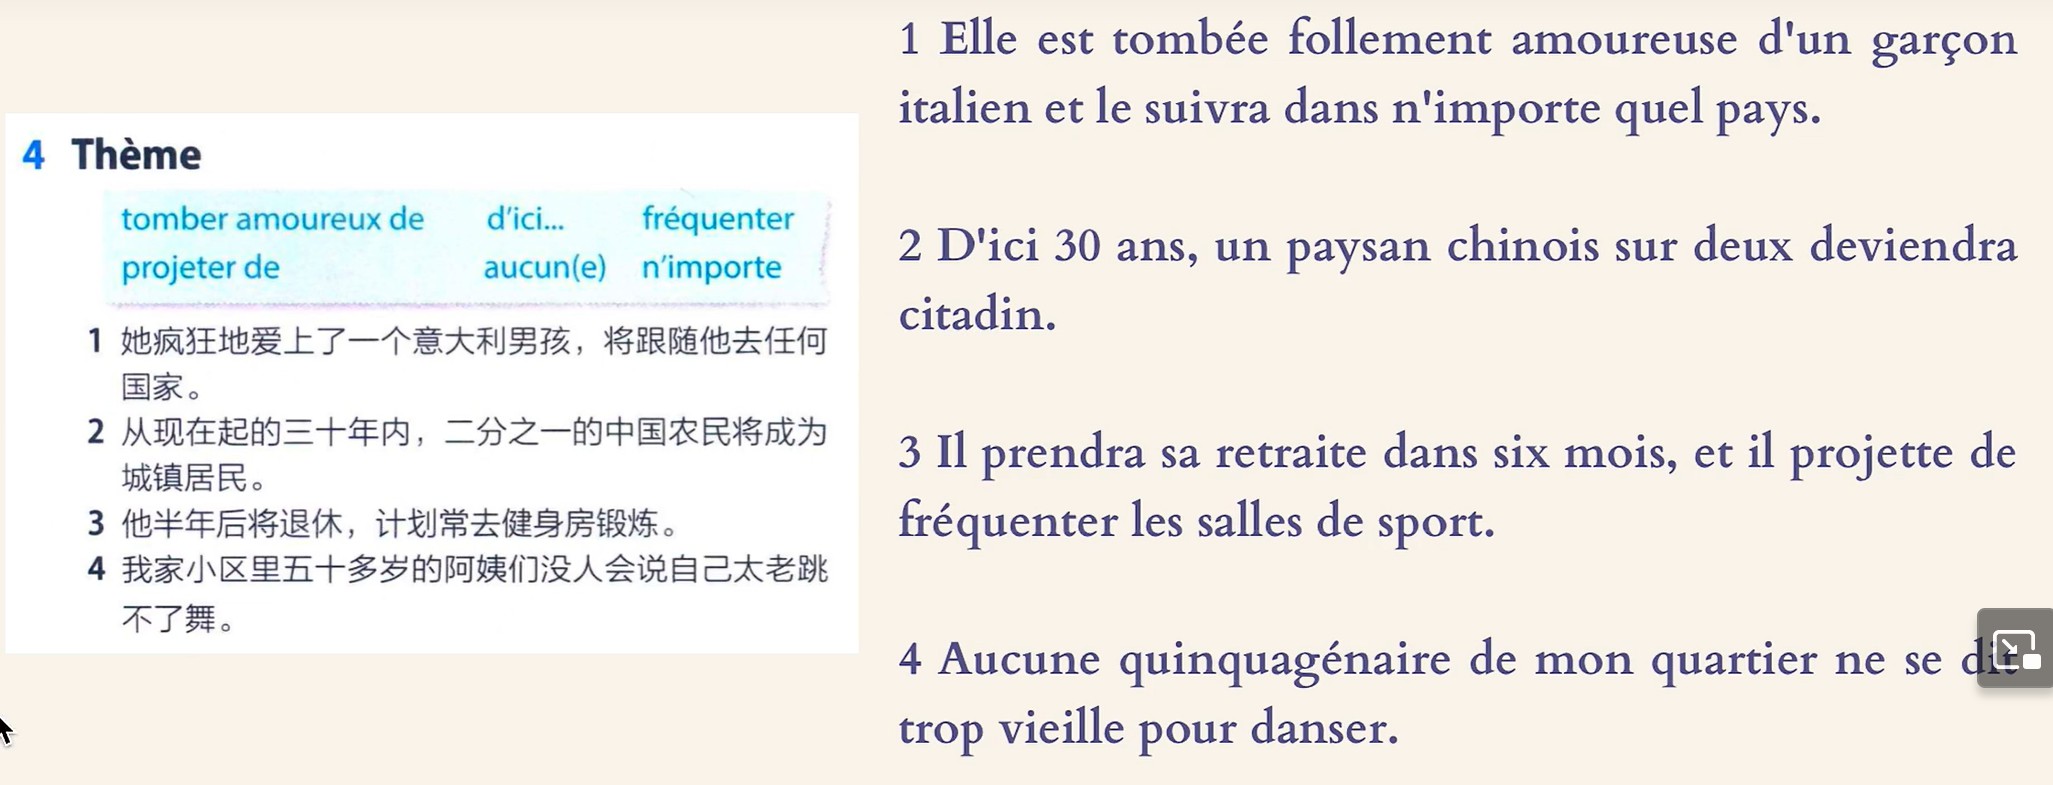 4 Thème
tomber amoureux de d'ici... fréquenter
projeter de aucun(e) n'importe
1 她疯狂地爱上了一个意大利男孩，将跟随他去任何
国家。
2 从现在起的三十年内，二分之一的中国农民将成为
城镇居民。
3 他半年后将退休，计划常去健身房锻炼。
4 我家小区里五十多岁的阿姨们没人会说自己太老跳
不了舞。
1 Elle est tombée follement amoureuse d'un garçon
italien et le suivra dans n'importe quel pays.
2 D'ici 30 ans, un paysan chinois sur deux deviendra
citadin.
3 Il prendra sa retraite dans six mois, et il projette de
fréquenter les salles de sport.
4 Aucune quinquagénaire de mon quartier ne se dit
trop vieille pour danser.